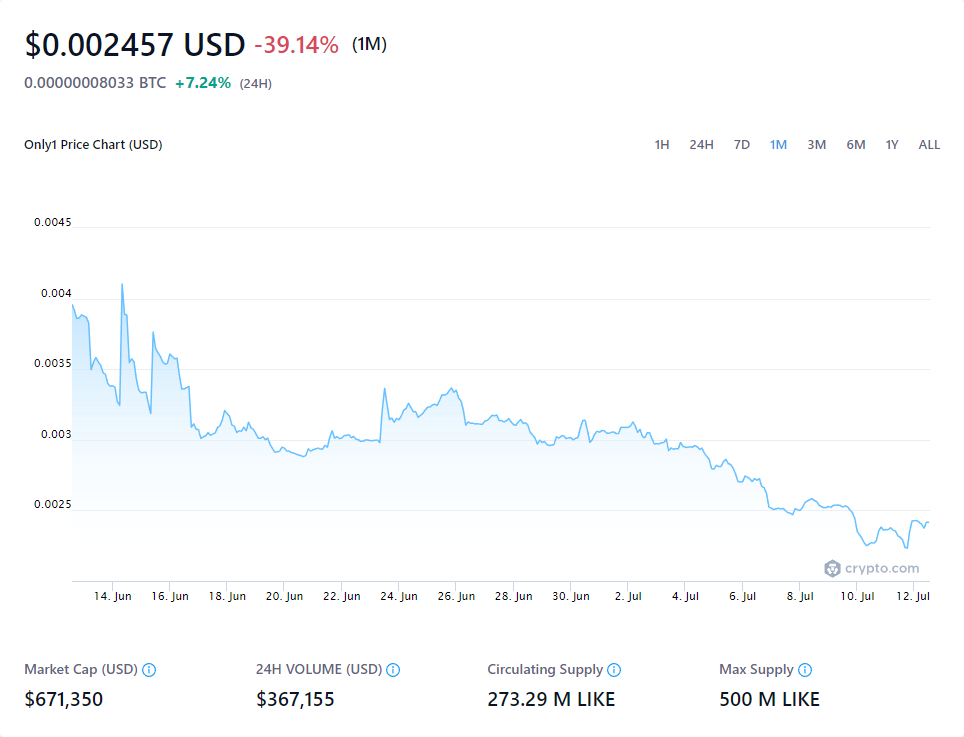 $0.002457 USD -39.14% (1M)
0.00000008033 BTC +7.24% (24H)
Only1 Price Chart (USD) 1H 24H 7D 1M 3M 6M 1Y ALL
0.0045
0.004
0.0035
0.003
0.0025
crypto.com
14. Jun 16. Jun 18. Jun 20. Jun 22. Jun 24. Jun 26. Jun 28. Jun 30. Jun 2. Jul 4. Jul 6. Jul 8. Jul 10. Jul 12. Jul
Market Cap (USD) 24H VOLUME (USD) Circulating Supply Max Supply
$671,350 $367,155 273.29 M LIKE 500 M LIKE